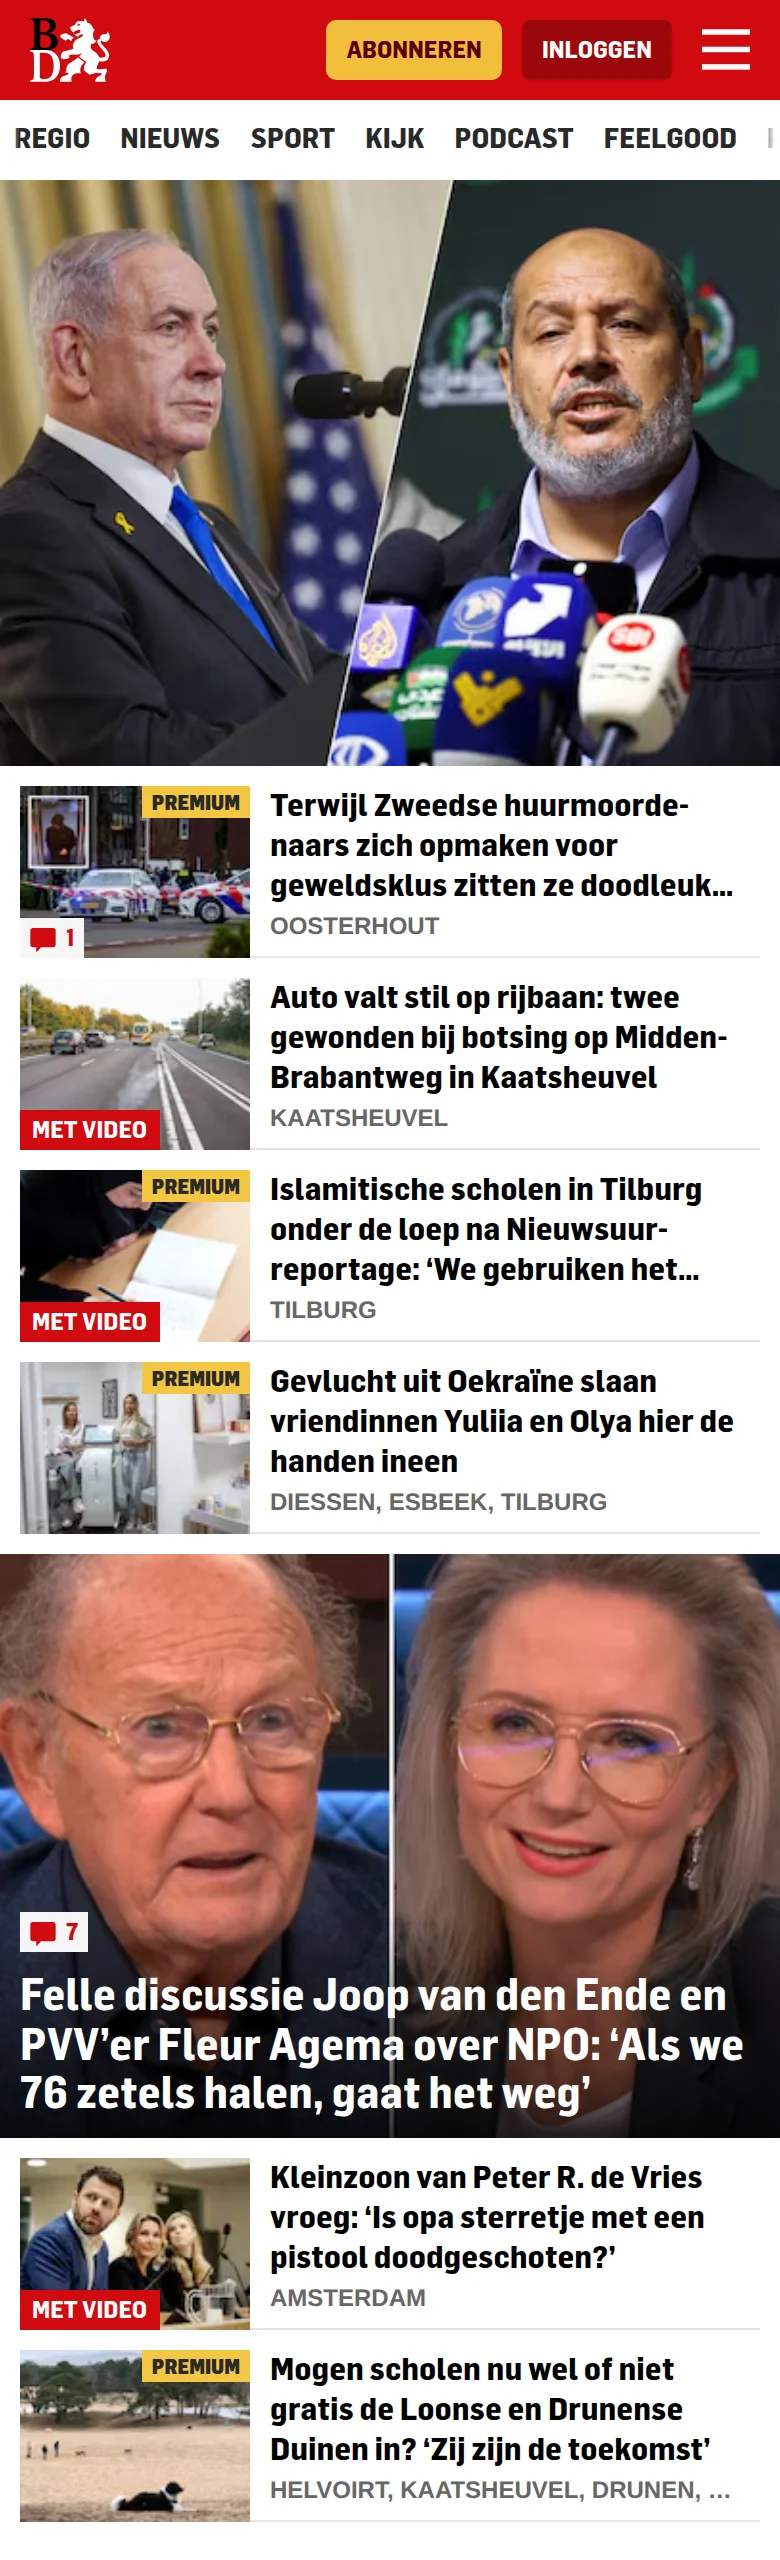 BD
ABONNEREN
INLOGGEN
REGIO NIEUWS SPORT KIJK PODCAST FEELGOOD
SBI
PREMIUM
Terwijl Zweedse huurmoorde-
naars zich opmaken voor
geweldsklus zitten ze doodleuk...
OOSTERHOUT
1
Auto valt stil op rijbaan: twee
gewonden bij botsing op Midden-
Brabantweg in Kaatsheuvel
KAATSHEUVEL
MET VIDEO
PREMIUM
Islamitische scholen in Tilburg
onder de loep na Nieuwsuur-
reportage: ‘We gebruiken het...
TILBURG
MET VIDEO
PREMIUM
Gevlucht uit Oekraïne slaan
vriendinnen Yuliia en Olya hier de
handen ineen
DIESSEN, ESBEEK, TILBURG
7
Felle discussie Joop van den Ende en
PVV’er Fleur Agema over NPO: ‘Als we
76 zetels halen, gaat het weg’
Kleinzoon van Peter R. de Vries
vroeg: ‘Is opa sterretje met een
pistool doodgeschoten?’
AMSTERDAM
MET VIDEO
PREMIUM
Mogen scholen nu wel of niet
gratis de Loonse en Drunense
Duinen in? ‘Zij zijn de toekomst’
HELVOIRT, KAATSHEUVEL, DRUNEN, ...